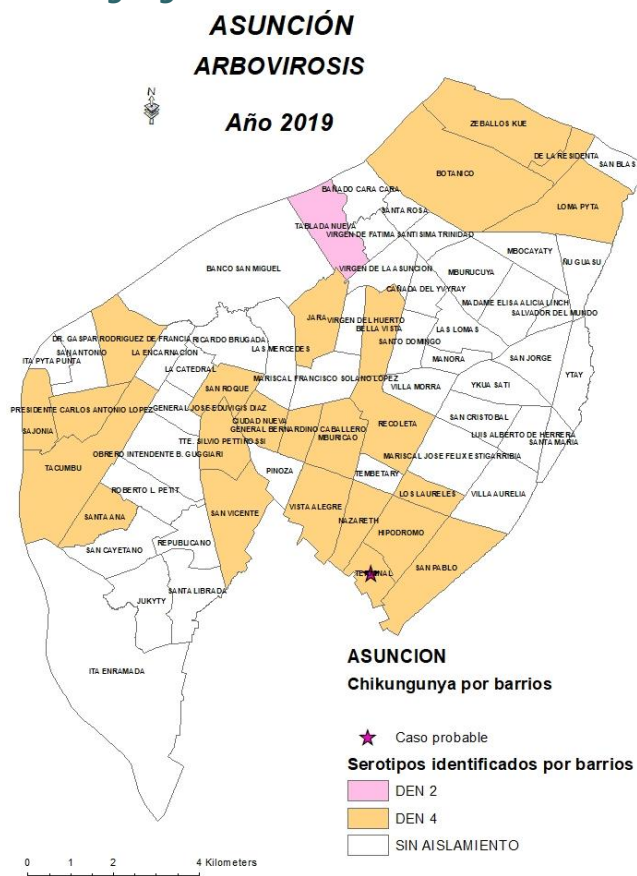 ASUNCIÓN
ARBOVIROSIS
Año 2019
N
ZEBALLOS KUE
DE LA RESIDENTA
SAN BLAS
BOTANICO
BAÑADO CARA CARA
LOMA PYTA
SANTA ROSA
TABLADA NUEVA
VIRGEN DE FATIMA
SANTISIMA TRINIDAD
MBOCAYATY
ÑU GUASU
BANCO SAN MIGUEL
VIRGEN DE LA ASUNCION
MBURUCUYA
CAÑADA DEL YVYRAY
MADAME ELISA ALICIA LINCH
SALVADOR DEL MUNDO
JARA
VIRGEN DEL HUERTO
BELLA VISTA
LAS LOMAS
DR. GASPAR RODRIGUEZ DE FRANCIA
RICARDO BRUGADA
SANTO DOMINGO
SAN ANTONIO
LA ENCARNACION
LAS MERCEDES
MANORA
SAN JORGE
ITA PYTA PUNTA
LA CATEDRAL
YTAY
SAN ROQUE
MARISCAL FRANCISCO SOLANO LOPEZ
VILLA MORRA
YKUA SATI
PRESIDENTE CARLOS ANTONIO LOPEZ
GENERAL JOSE EDUVIGIS DIAZ
CIUDAD NUEVA
SAN CRISTOBAL
SAJONIA
GENERAL BERNARDINO CABALLERO
RECOLETA
MBURICAO
LUIS ALBERTO DE HERRERA
TTE. SILVIO PETTIROSSI
SANTA MARIA
OBRERO INTENDENTE B. GUGGIARI
MARISCAL JOSE FELIX ESTIGARRIBIA
TACUMBU
PINOZA
TEMBETARY
ROBERTO L. PETIT
LOS LAURELES
VILLA AURELIA
SANTA ANA
SAN VICENTE
VISTA ALEGRE
NAZARETH
HIPODROMO
REPUBLICANO
SAN CAYETANO
SAN PABLO
TERMINAL
SANTA LIBRADA
JUKYTY
ITA ENRAMADA
ASUNCION
Chikungunya por barrios
Caso probable
Serotipos identificados por barrios
DEN 2
DEN 4
SIN AISLAMIENTO
0 1 2 4 Kilometers